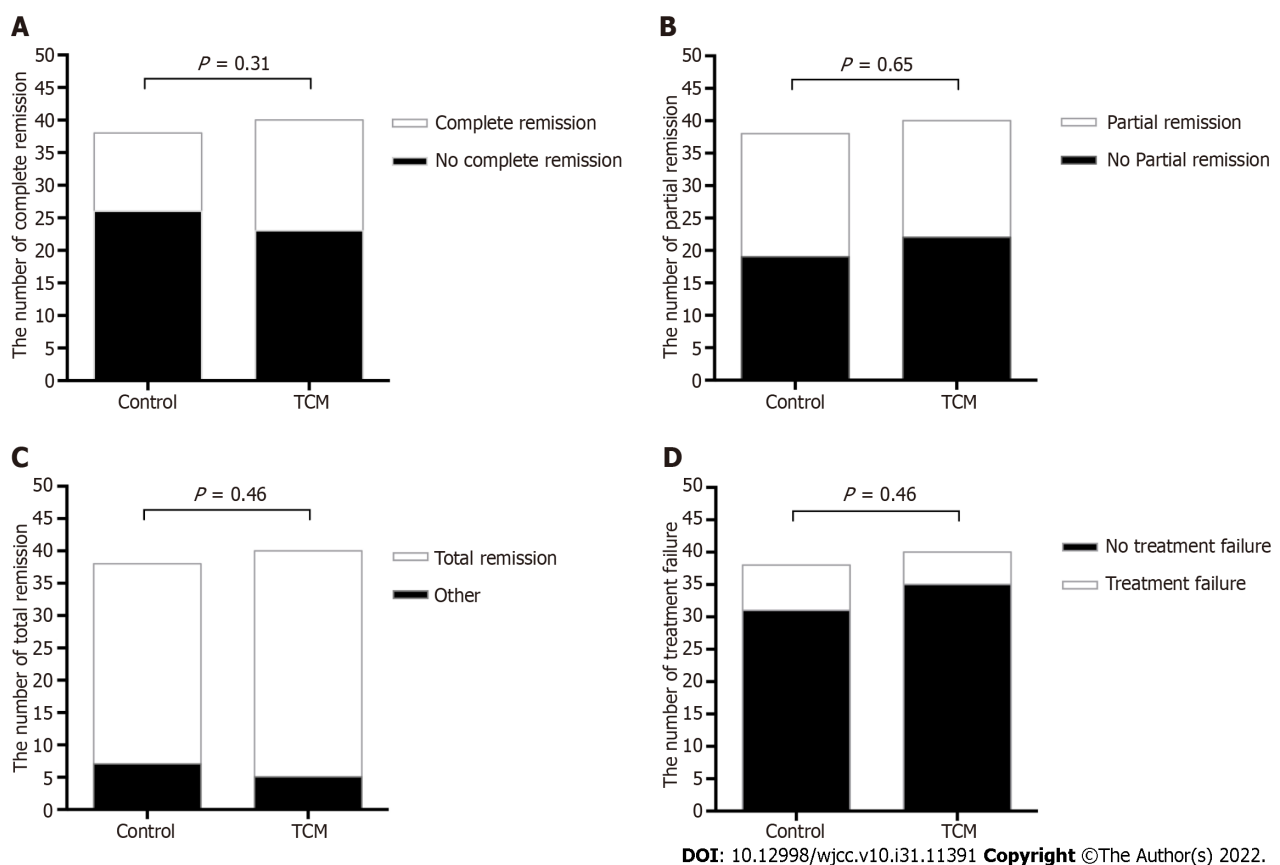 A
The number of complete remission
50
45
40
35
30
25
20
15
10
5
0
P = 0.31
Complete remission
No complete remission
Control
TCM
B
The number of partial remission
50
45
40
35
30
25
20
15
10
5
0
P = 0.65
Partial remission
No Partial remission
Control
TCM
C
The number of total remission
50
45
40
35
30
25
20
15
10
5
0
P = 0.46
Total remission
Other
Control
TCM
D
The number of treatment failure
50
45
40
35
30
25
20
15
10
5
0
P = 0.46
No treatment failure
Treatment failure
Control
TCM
DOI: 10.12998/wjcc.v10.i31.11391 Copyright ©The Author(s) 2022.